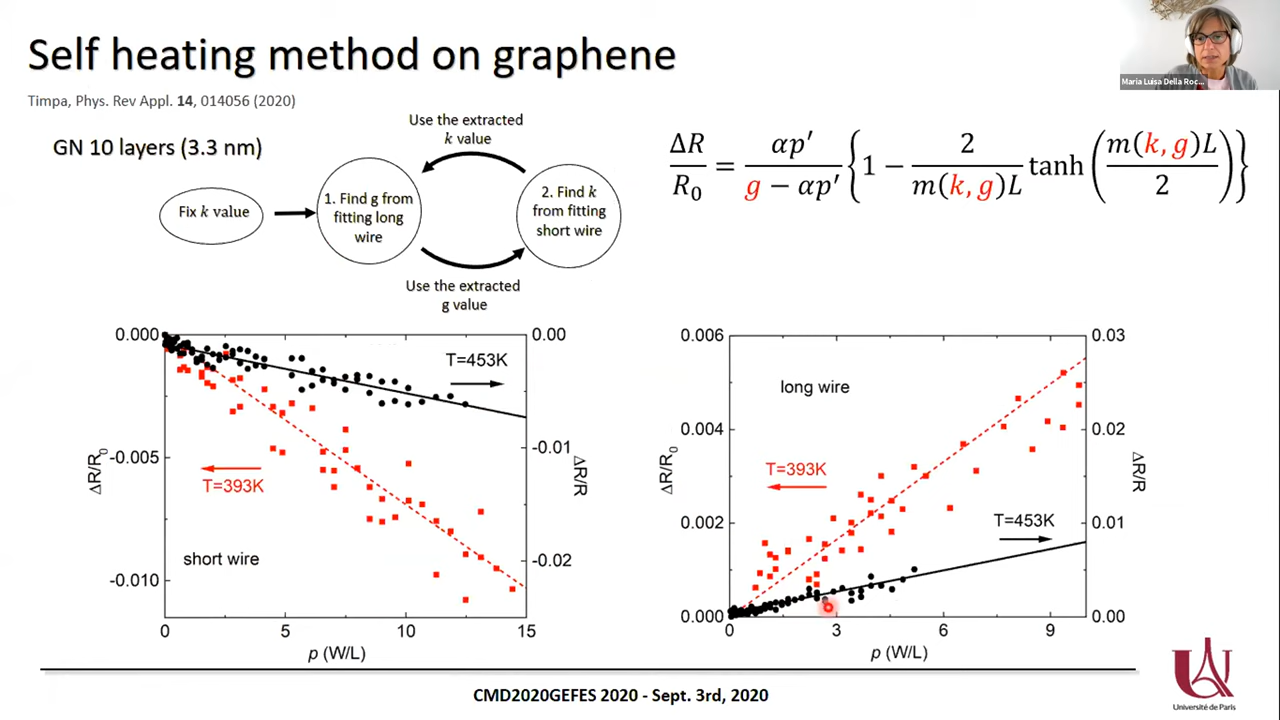 Self heating method on graphene
Maria Luisa Della Roc...
Timpa, Phys. Rev Appl. 14, 014056 (2020)
GN 10 layers (3.3 nm)
Use the extracted
k value
Fix k value
1. Find g from
fitting long
wire
2. Find k
from fitting
short wire
Use the extracted
g value
ΔR/R₀ = αp′/(g − αp′) {1 − 2/(m(k, g)L) tanh (m(k, g)L/2)}
0.000
-0.005
-0.010
ΔR/R₀
0.00
-0.01
-0.02
ΔR/R
T=453K
T=393K
short wire
0 5 10 15
p (W/L)
0.006
0.004
0.002
0.000
ΔR/R₀
0.03
0.02
0.01
0.00
ΔR/R
long wire
T=393K
T=453K
0 3 6 9
p (W/L)
CMD2020GEFES 2020 - Sept. 3rd, 2020
Université de Paris